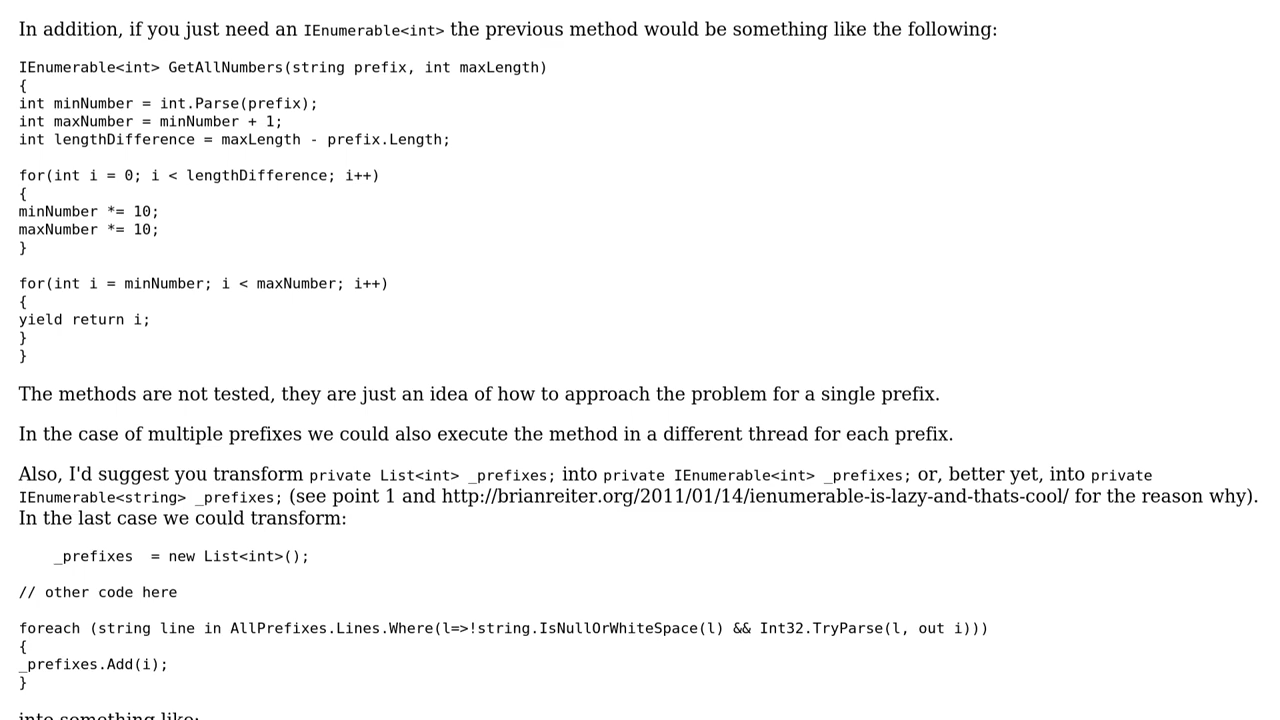 In addition, if you just need an IEnumerable<int> the previous method would be something like the following:
IEnumerable<int> GetAllNumbers(string prefix, int maxLength)
{
int minNumber = int.Parse(prefix);
int maxNumber = minNumber + 1;
int lengthDifference = maxLength - prefix.Length;
for(int i = 0; i < lengthDifference; i++)
{
minNumber *= 10;
maxNumber *= 10;
}
for(int i = minNumber; i < maxNumber; i++)
{
yield return i;
}
}
The methods are not tested, they are just an idea of how to approach the problem for a single prefix.
In the case of multiple prefixes we could also execute the method in a different thread for each prefix.
Also, I'd suggest you transform private List<int> _prefixes; into private IEnumerable<int> _prefixes; or, better yet, into private
IEnumerable<string> _prefixes; (see point 1 and http://brianreiter.org/2011/01/14/ienumerable-is-lazy-and-thats-cool/ for the reason why).
In the last case we could transform:
_prefixes  = new List<int>();
// other code here
foreach (string line in AllPrefixes.Lines.Where(l=>!string.IsNullOrWhiteSpace(l) && Int32.TryParse(l, out i)))
{
_prefixes.Add(i);
}
into something like: